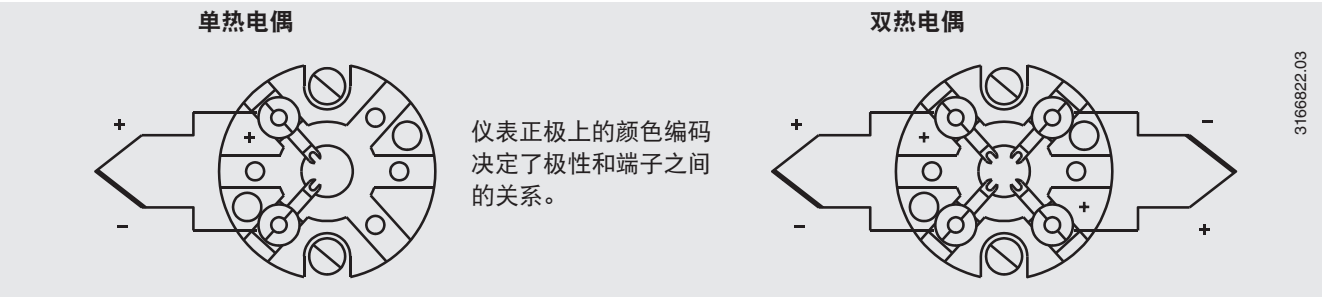 单热电偶
+
+
−
仪表正极上的颜色编码
决定了极性和端子之间
的关系。
双热电偶
+
+
−
−
+
+
3166822.03